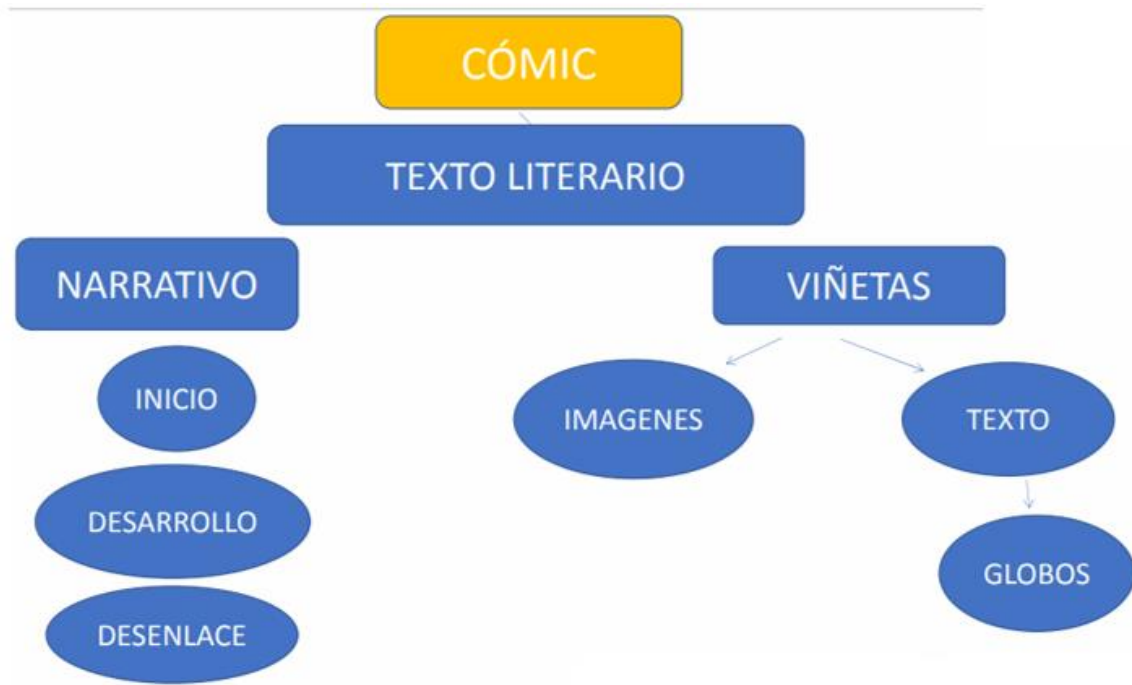 CÓMIC
TEXTO LITERARIO
NARRATIVO
VIÑETAS
INICIO
IMAGENES
TEXTO
DESARROLLO
GLOBOS
DESENLACE